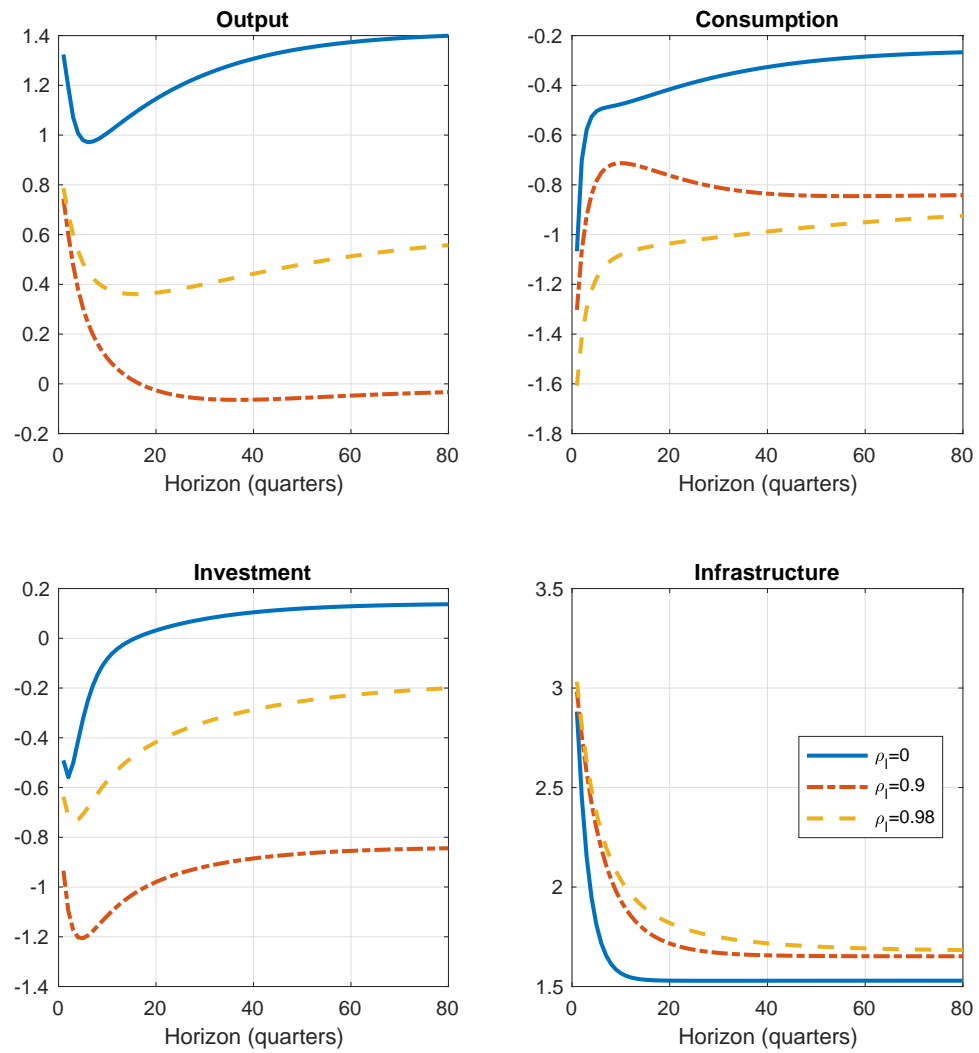 Output
1.4
1.2
1
0.8
0.6
0.4
0.2
0
-0.2
0 20 40 60 80
Horizon (quarters)
Consumption
-0.2
-0.4
-0.6
-0.8
-1
-1.2
-1.4
-1.6
-1.8
0 20 40 60 80
Horizon (quarters)
Investment
0.2
0
-0.2
-0.4
-0.6
-0.8
-1
-1.2
-1.4
0 20 40 60 80
Horizon (quarters)
Infrastructure
3.5
3
2.5
2
1.5
ρ_I=0
ρ_I=0.9
ρ_I=0.98
0 20 40 60 80
Horizon (quarters)